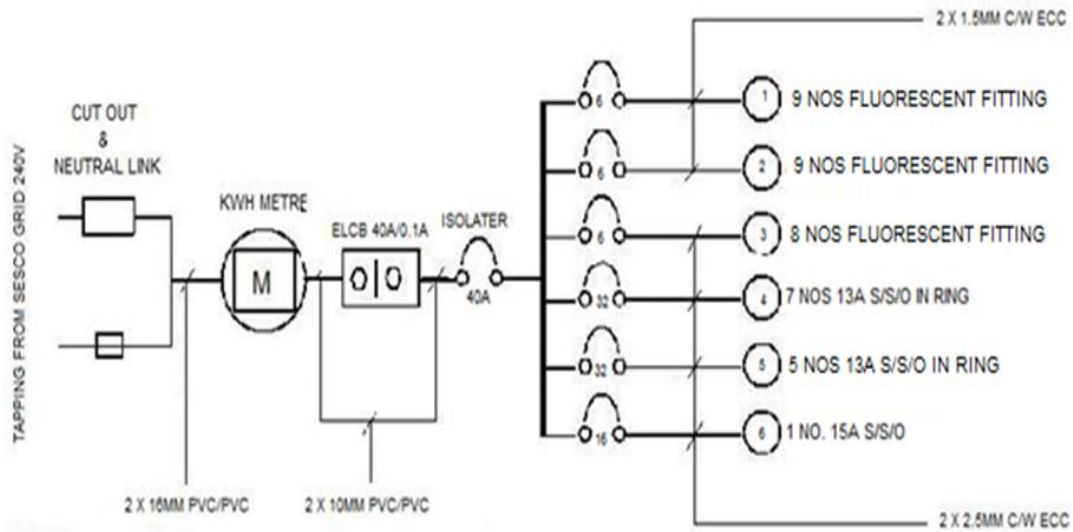 2 X 1.5MM C/W ECC
CUT OUT
&
NEUTRAL LINK
TAPPING FROM SESCO GRID 240V
KWH METRE
M
ELCB 40A/0.1A
ISOLATER
40A
6
1
9 NOS FLUORESCENT FITTING
6
2
9 NOS FLUORESCENT FITTING
6
3
8 NOS FLUORESCENT FITTING
32
4
7 NOS 13A S/S/O IN RING
32
5
5 NOS 13A S/S/O IN RING
16
6
1 NO. 15A S/S/O
2 X 16MM PVC/PVC
2 X 10MM PVC/PVC
2 X 2.5MM C/W ECC